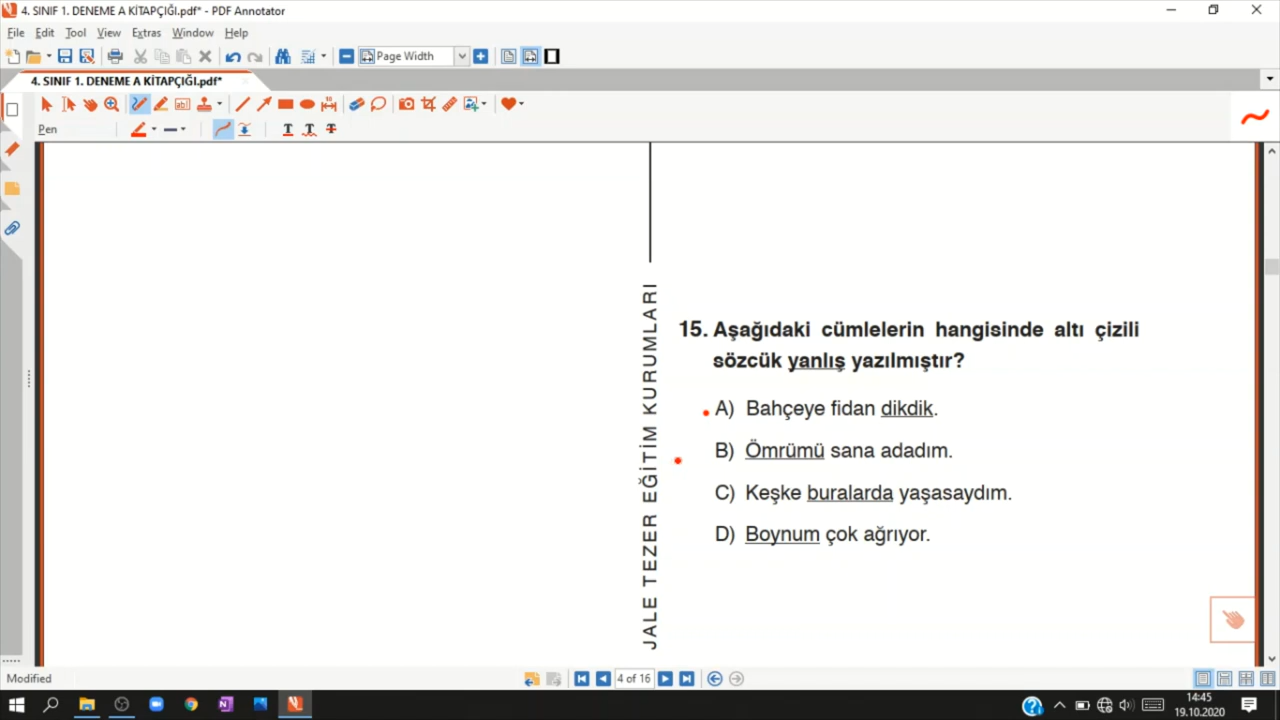 4. SINIF 1. DENEME A KİTAPÇIĞI.pdf* - PDF Annotator
File Edit Tool View Extras Window Help
Page Width
4. SINIF 1. DENEME A KİTAPÇIĞI.pdf*
Pen
JALE TEZER EĞİTİM KURUMLARI
15. Aşağıdaki cümlelerin hangisinde altı çizili
sözcük yanlış yazılmıştır?
A) Bahçeye fidan dikdik.
B) Ömrümü sana adadım.
C) Keşke buralarda yaşasaydım.
D) Boynum çok ağrıyor.
Modified
4 of 16
14:45
19.10.2020